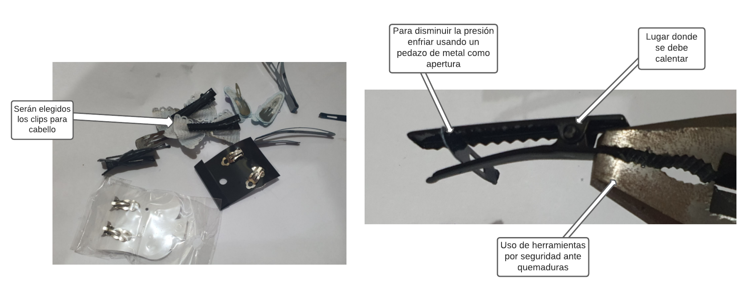 Serán elegidos
los clips para
cabello
Para disminuir la presión
enfriar usando un
pedazo de metal como
apertura
Lugar donde
se debe
calentar
Uso de herramientas
por seguridad ante
quemaduras